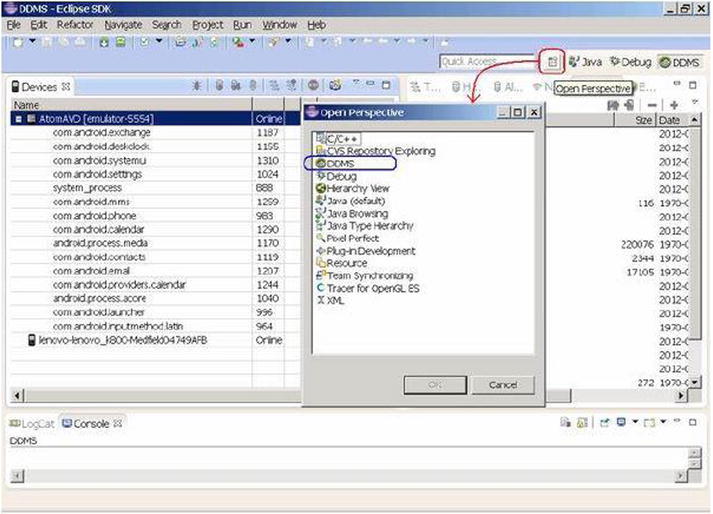 DDMS - Eclipse SDK
File Edit Refactor Navigate Search Project Run Window Help
Quick Access
Java
Debug
DDMS
Open Perspective
Devices
Name
AtomAVD [emulator-5554] Online
com.android.exchange 1187
com.android.deskclock 1155
com.android.systemu 1310
com.android.settings 1024
system_process 888
com.android.mms 1259
com.android.phone 983
com.android.calendar 1290
android.process.media 1170
com.android.contacts 1119
com.android.email 1207
com.android.providers.calendar 1244
android.process.acore 1040
com.android.launcher 996
com.android.inputmethod.latin 964
lenovo-lenovo_k800-Medfield04749AFB Online
T...
H...
Al...
N
E...
Size Date
2012-0
2012-0
2012-0
2012-0
2012-0
116 1970-0
2012-0
2012-0
220076 1970-0
2344 1970-0
17105 1970-0
2012-0
2012-0
2012-0
2012-0
1970-0
2012-0
2012-0
2012-0
272 1970-0
Open Perspective
C/C++
CVS Repository Exploring
DDMS
Debug
Hierarchy View
Java (default)
Java Browsing
Java Type Hierarchy
Pixel Perfect
Plug-in Development
Resource
Team Synchronizing
Tracer for OpenGL ES
XML
OK
Cancel
LogCat
Console
DDMS